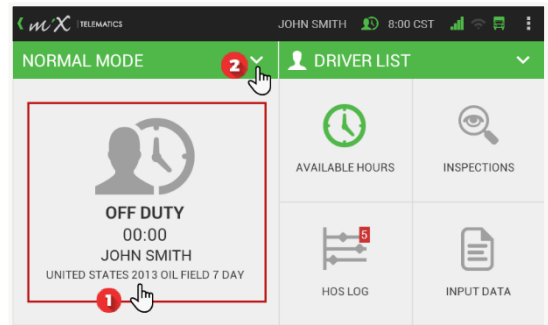 miX TELEMATICS JOHN SMITH 8:00 CST
NORMAL MODE 2 DRIVER LIST
AVAILABLE HOURS INSPECTIONS
OFF DUTY
00:00
JOHN SMITH
UNITED STATES 2013 OIL FIELD 7 DAY
1
5
HOS LOG INPUT DATA